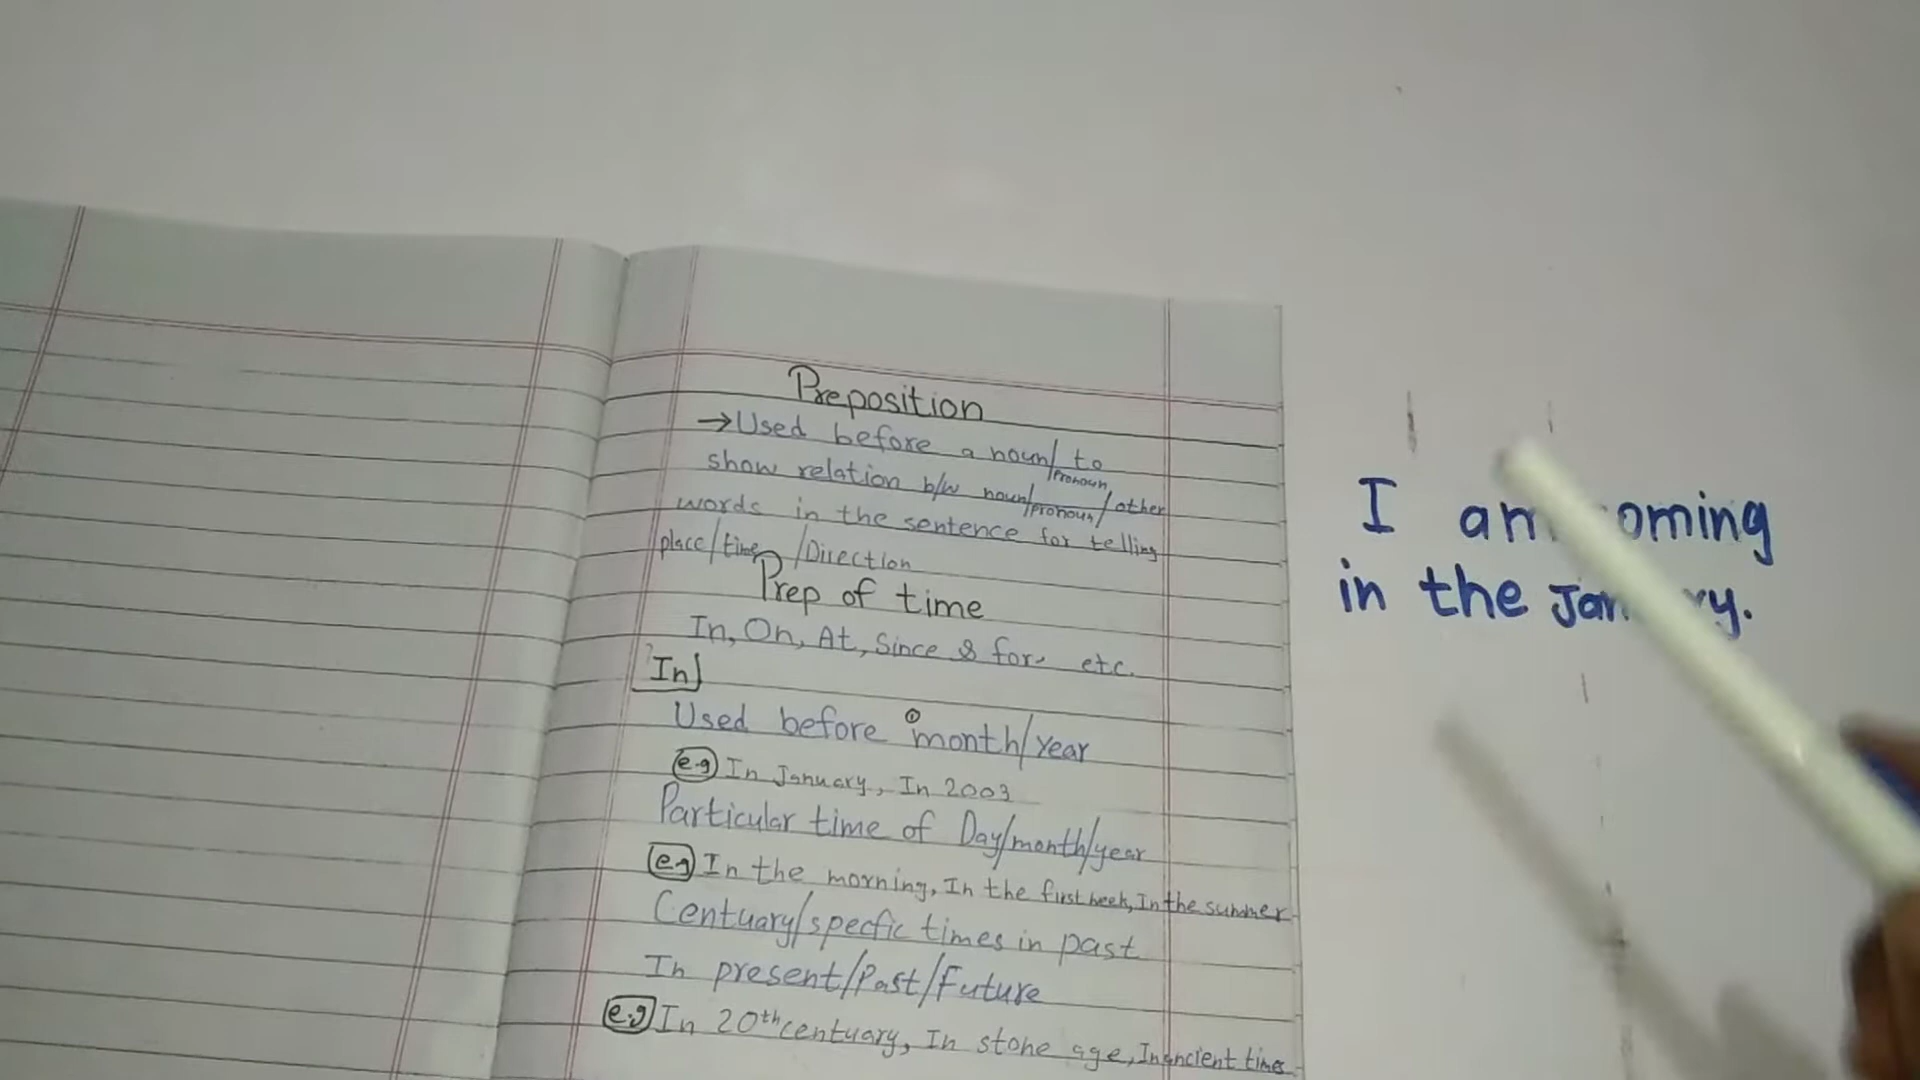 Preposition
→Used before a noun/pronoun to
show relation b/w noun/pronoun/other
words in the sentence for telling
place/time/Direction
Prep of time
In, On, At, Since & for etc.
In
Used before ① month/year
e.g In January, In 2003
Particular time of Day/month/year
e.g In the morning, In the first week, In the summer
Centuary/specfic times in past
In present/Past/Future
e.g In 20th centuary, In stone age, In ancient times
I am oming
in the